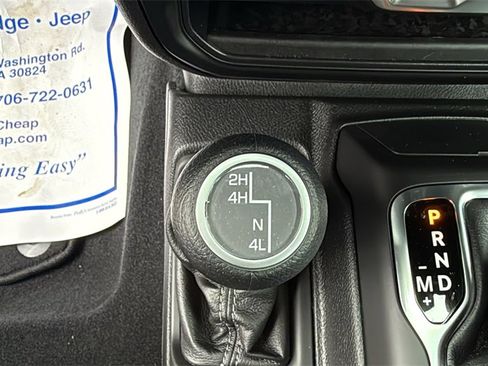 dge - Jeep
Washington Rd.
A 30824
706-722-0631
Cheap
ap.com
ing Easy”
2H
4H
N
4L
P
R
N
D
-
M
+